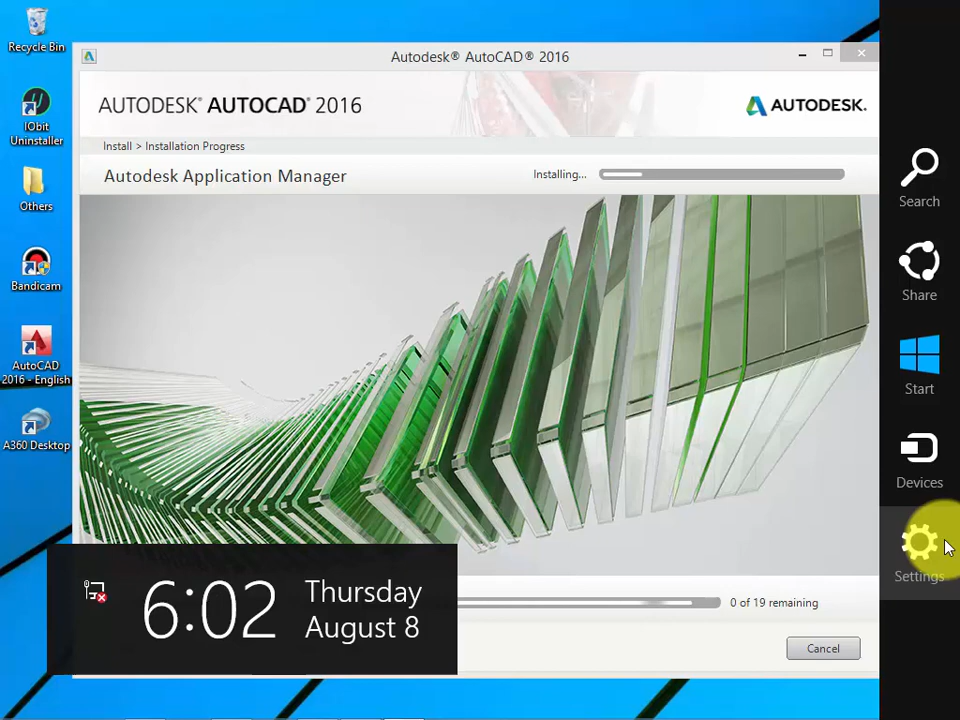 Recycle Bin
IObit
Uninstaller
Others
Bandicam
AutoCAD
2016 - English
A360 Desktop
Autodesk® AutoCAD® 2016
AUTODESK® AUTOCAD® 2016
AUTODESK.
Install > Installation Progress
Autodesk Application Manager
Installing...
0 of 19 remaining
Cancel
6:02
Thursday
August 8
Search
Share
Start
Devices
Settings